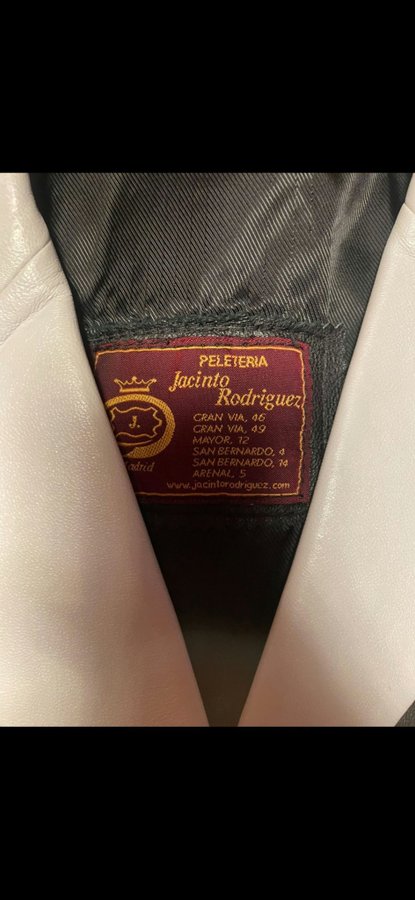 PELETERIA
Jacinto
Rodriguez
GRAN VIA, 46
GRAN VIA, 49
MAYOR, 12
SAN BERNARDO, 4
SAN BERNARDO, 14
ARENAL, 5
www.jacintorodriguez.com
J.